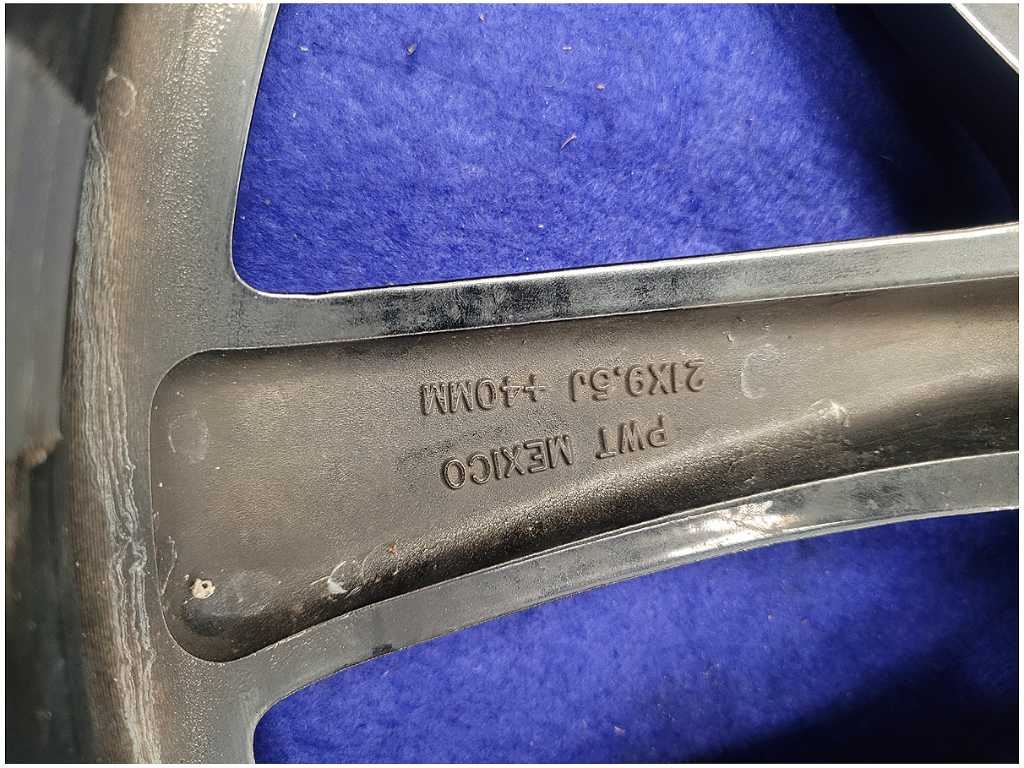 PWT MEXICO
21X9.5J +40MM